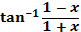 tan⁻¹ (1 − x)/(1 + x)